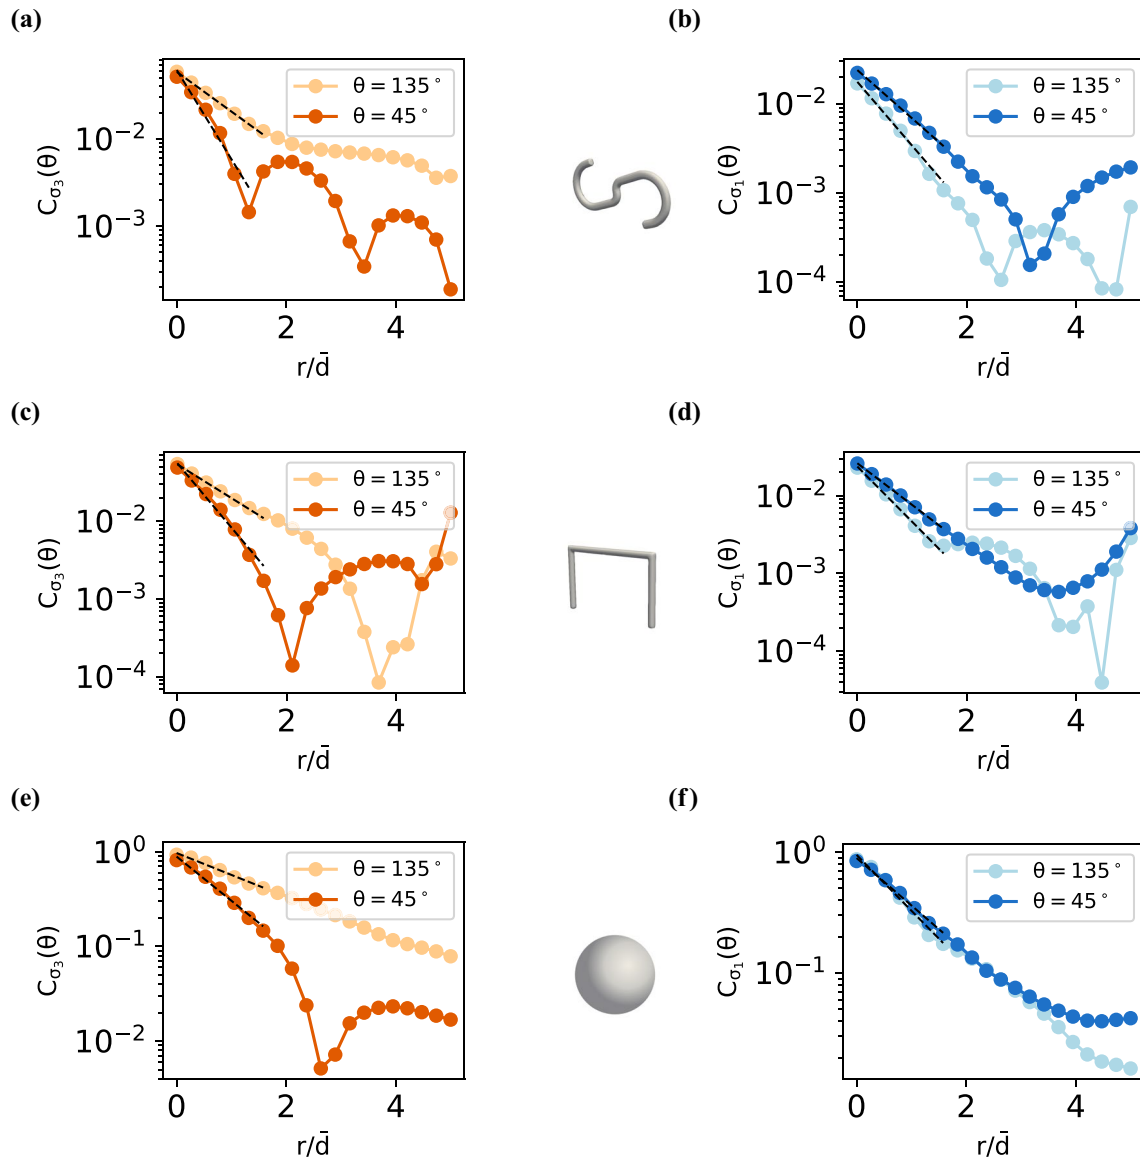 (a)
(b)
C_{σ_3}(θ)
10^{-2}
10^{-3}
θ = 135°
θ = 45°
0 2 4
r/d̄
C_{σ_1}(θ)
10^{-2}
10^{-3}
10^{-4}
θ = 135°
θ = 45°
0 2 4
r/d̄
(c)
(d)
C_{σ_3}(θ)
10^{-2}
10^{-3}
10^{-4}
θ = 135°
θ = 45°
0 2 4
r/d̄
C_{σ_1}(θ)
10^{-2}
10^{-3}
10^{-4}
θ = 135°
θ = 45°
0 2 4
r/d̄
(e)
(f)
C_{σ_3}(θ)
10^0
10^{-1}
10^{-2}
θ = 135°
θ = 45°
0 2 4
r/d̄
C_{σ_1}(θ)
10^0
10^{-1}
θ = 135°
θ = 45°
0 2 4
r/d̄